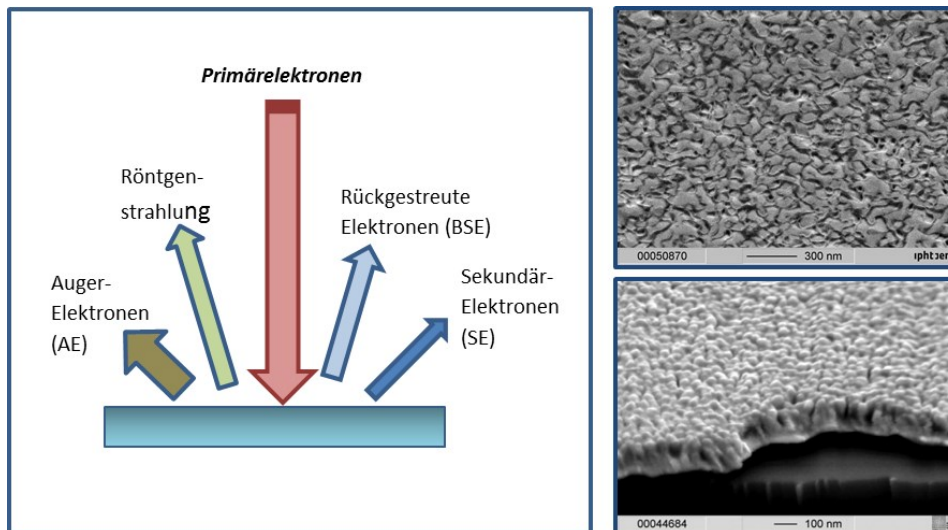 Primärelektronen
Röntgen-
strahlung
Rückgestreute
Elektronen (BSE)
Auger-
Elektronen
(AE)
Sekundär-
Elektronen
(SE)
00050870 300 nm
00044684 100 nm